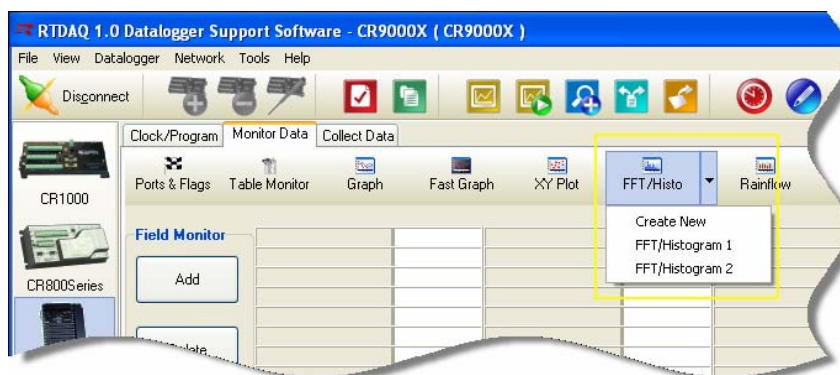 RTDAQ 1.0 Datalogger Support Software - CR9000X ( CR9000X )
File View Datalogger Network Tools Help
Disconnect
Clock/Program Monitor Data Collect Data
Ports & Flags Table Monitor Graph Fast Graph XY Plot FFT/Histo Rainflow
Create New
FFT/Histogram 1
FFT/Histogram 2
CR1000
Field Monitor
Add
CR800Series